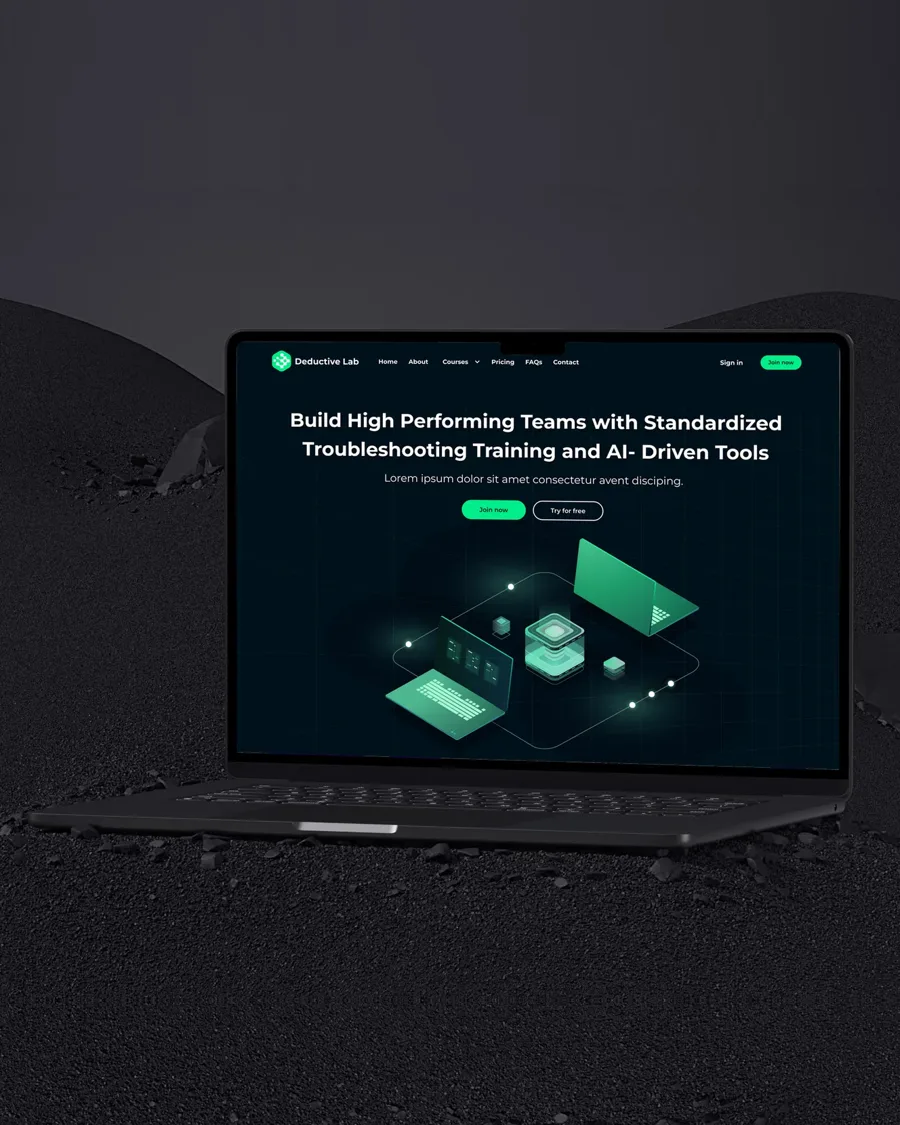 Deductive Lab
Home About Courses Pricing FAQs Contact
Sign in Join now
Build High Performing Teams with Standardized
Troubleshooting Training and AI- Driven Tools
Lorem ipsum dolor sit amet consectetur avent disciping.
Join now Try for free